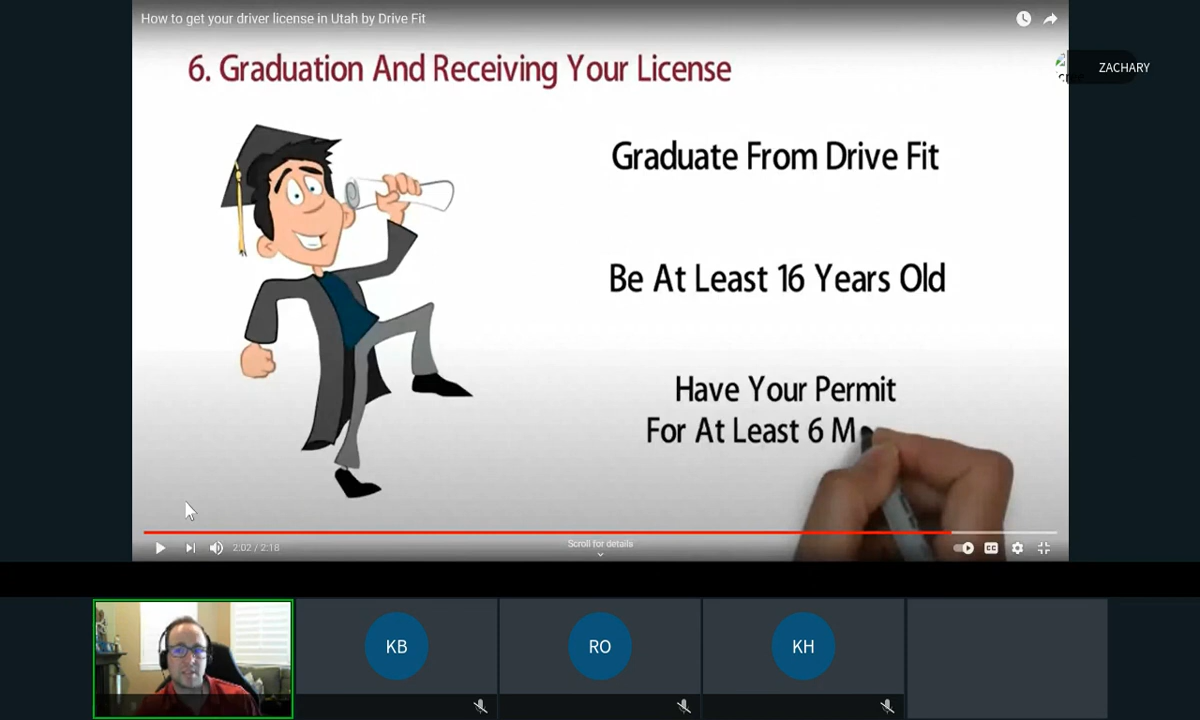 How to get your driver license in Utah by Drive Fit
6. Graduation And Receiving Your License
ZACHARY
Graduate From Drive Fit
Be At Least 16 Years Old
Have Your Permit
For At Least 6 M
2:02 / 2:18
Scroll for details
CC
KB
RO
KH